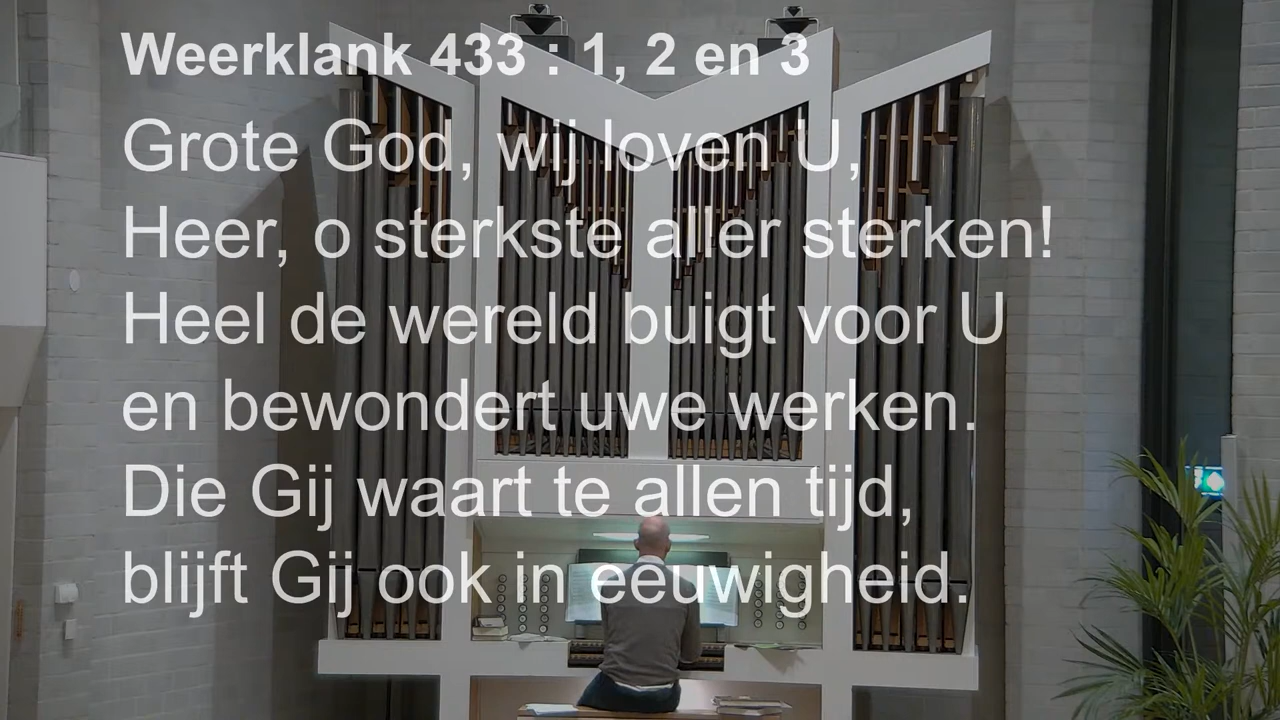 Weerklank 433 : 1, 2 en 3
Grote God, wij loven U,
Heer, o sterkste aller sterken!
Heel de wereld buigt voor U
en bewondert uwe werken.
Die Gij waart te allen tijd,
blijft Gij ook in eeuwigheid.